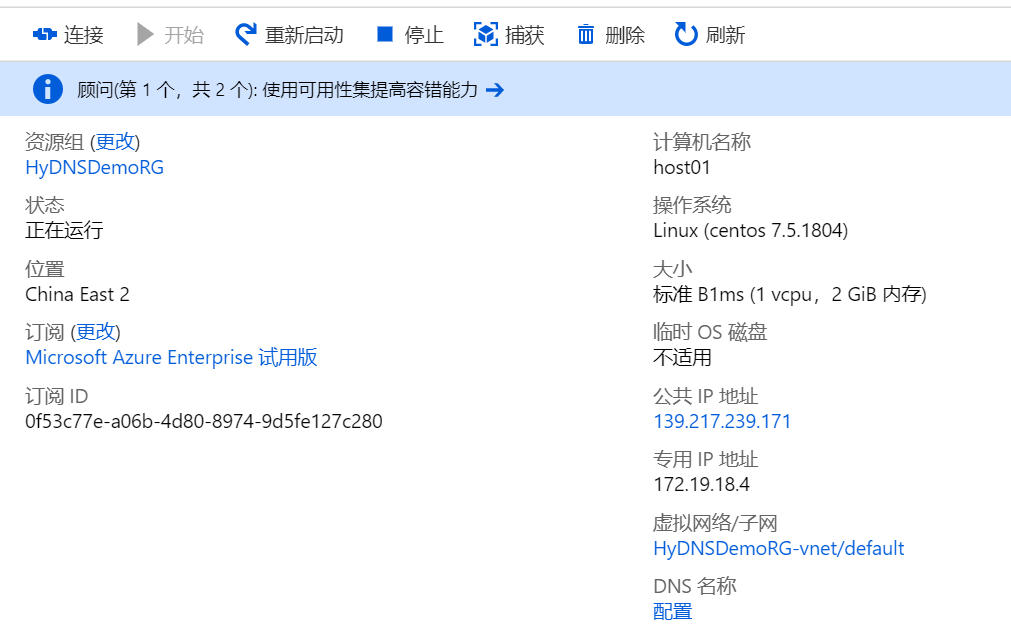 连接 开始 重新启动 停止 捕获 删除 刷新
顾问(第 1 个，共 2 个): 使用可用性集提高容错能力 →
资源组 (更改)
HyDNSDemoRG
状态
正在运行
位置
China East 2
订阅 (更改)
Microsoft Azure Enterprise 试用版
订阅 ID
0f53c77e-a06b-4d80-8974-9d5fe127c280
计算机名称
host01
操作系统
Linux (centos 7.5.1804)
大小
标准 B1ms (1 vcpu，2 GiB 内存)
临时 OS 磁盘
不适用
公共 IP 地址
139.217.239.171
专用 IP 地址
172.19.18.4
虚拟网络/子网
HyDNSDemoRG-vnet/default
DNS 名称
配置